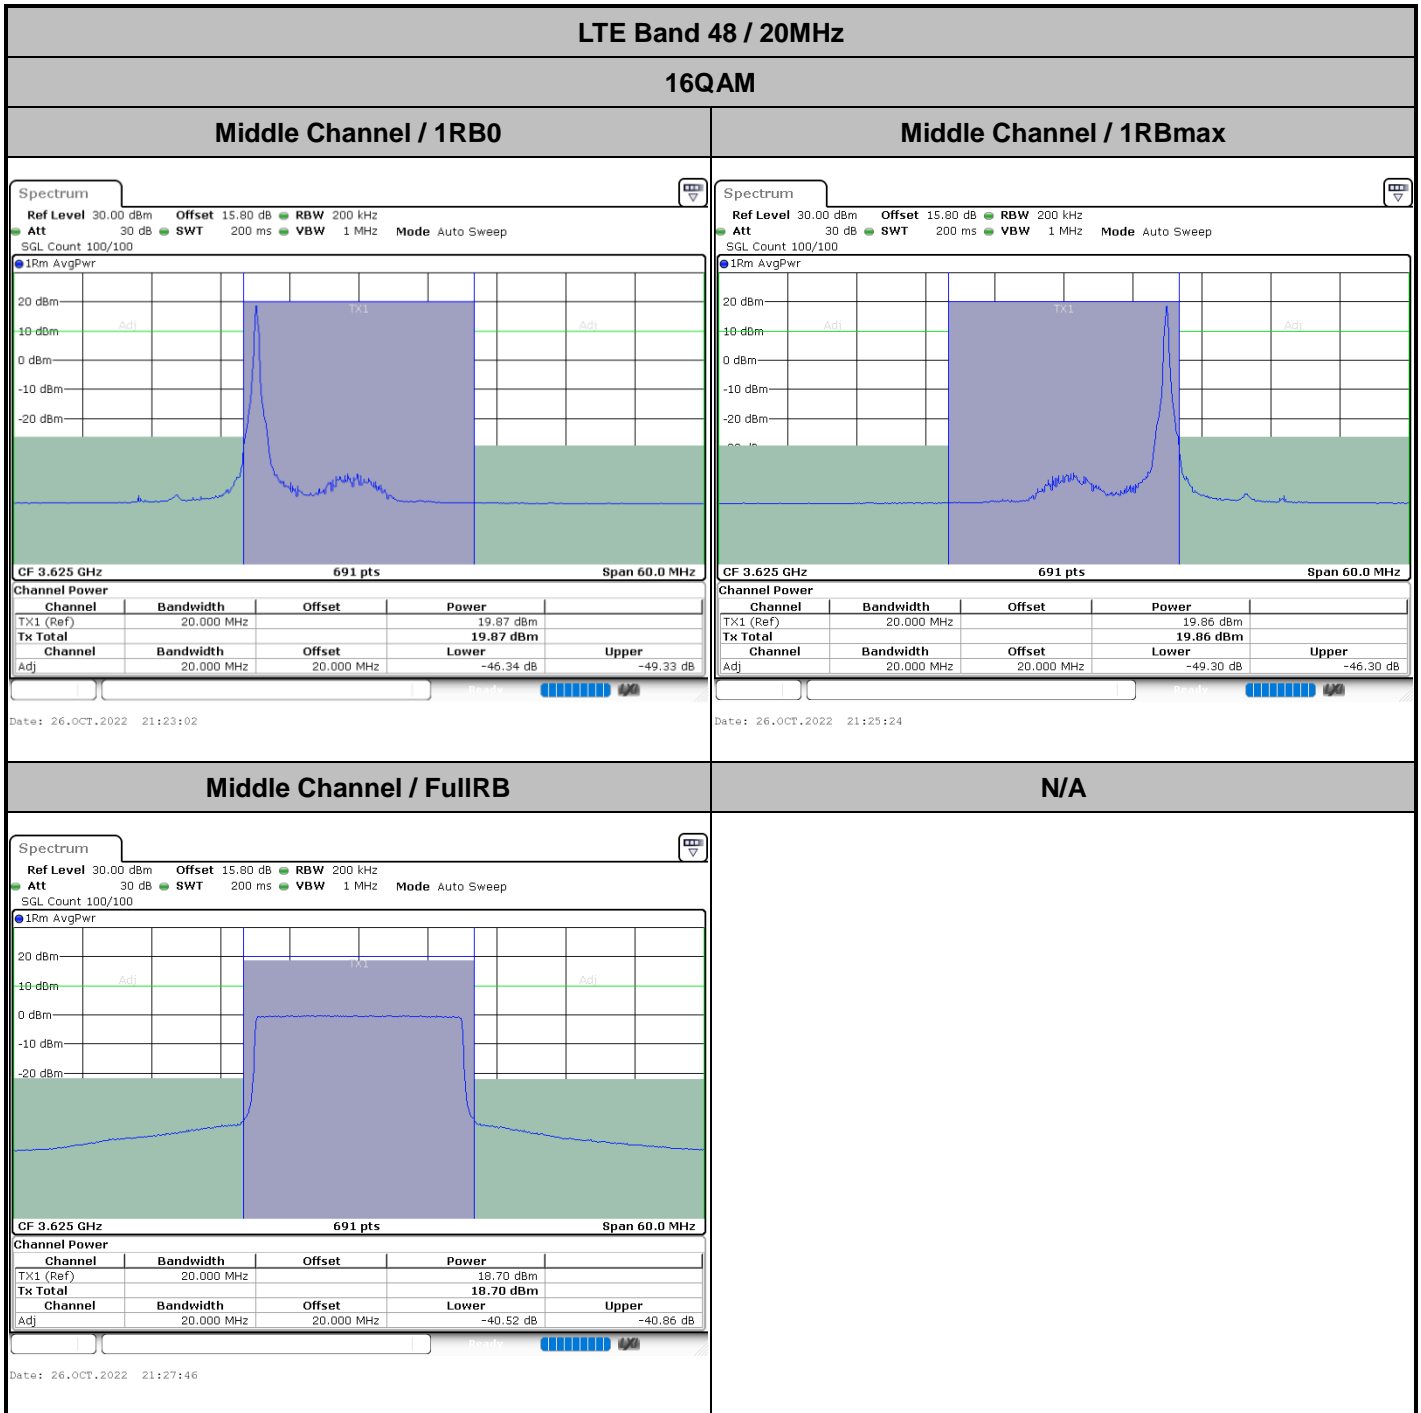 LTE Band 48 / 20MHz
16QAM
Middle Channel / 1RB0
Middle Channel / 1RBmax
Spectrum
Ref Level 30.00 dBm Offset 15.80 dB RBW 200 kHz
Att 30 dB SWT 200 ms VBW 1 MHz Mode Auto Sweep
SGL Count 100/100
1Rm AvgPwr
20 dBm
TX1
10 dBm
Adj
Adj
0 dBm
-10 dBm
-20 dBm
CF 3.625 GHz 691 pts Span 60.0 MHz
Channel Power
Channel Bandwidth Offset Power
TX1 (Ref) 20.000 MHz 19.87 dBm
Tx Total 19.87 dBm
Channel Bandwidth Offset Lower Upper
Adj 20.000 MHz 20.000 MHz -46.34 dB -49.33 dB
Ready
Date: 26.OCT.2022 21:23:02
Spectrum
Ref Level 30.00 dBm Offset 15.80 dB RBW 200 kHz
Att 30 dB SWT 200 ms VBW 1 MHz Mode Auto Sweep
SGL Count 100/100
1Rm AvgPwr
20 dBm
TX1
10 dBm
Adj
Adj
0 dBm
-10 dBm
-20 dBm
CF 3.625 GHz 691 pts Span 60.0 MHz
Channel Power
Channel Bandwidth Offset Power
TX1 (Ref) 20.000 MHz 19.86 dBm
Tx Total 19.86 dBm
Channel Bandwidth Offset Lower Upper
Adj 20.000 MHz 20.000 MHz -49.30 dB -46.30 dB
Ready
Date: 26.OCT.2022 21:25:24
Middle Channel / FullRB
N/A
Spectrum
Ref Level 30.00 dBm Offset 15.80 dB RBW 200 kHz
Att 30 dB SWT 200 ms VBW 1 MHz Mode Auto Sweep
SGL Count 100/100
1Rm AvgPwr
20 dBm
TX1
10 dBm
Adj
Adj
0 dBm
-10 dBm
-20 dBm
CF 3.625 GHz 691 pts Span 60.0 MHz
Channel Power
Channel Bandwidth Offset Power
TX1 (Ref) 20.000 MHz 18.70 dBm
Tx Total 18.70 dBm
Channel Bandwidth Offset Lower Upper
Adj 20.000 MHz 20.000 MHz -40.52 dB -40.86 dB
Ready
Date: 26.OCT.2022 21:27:46